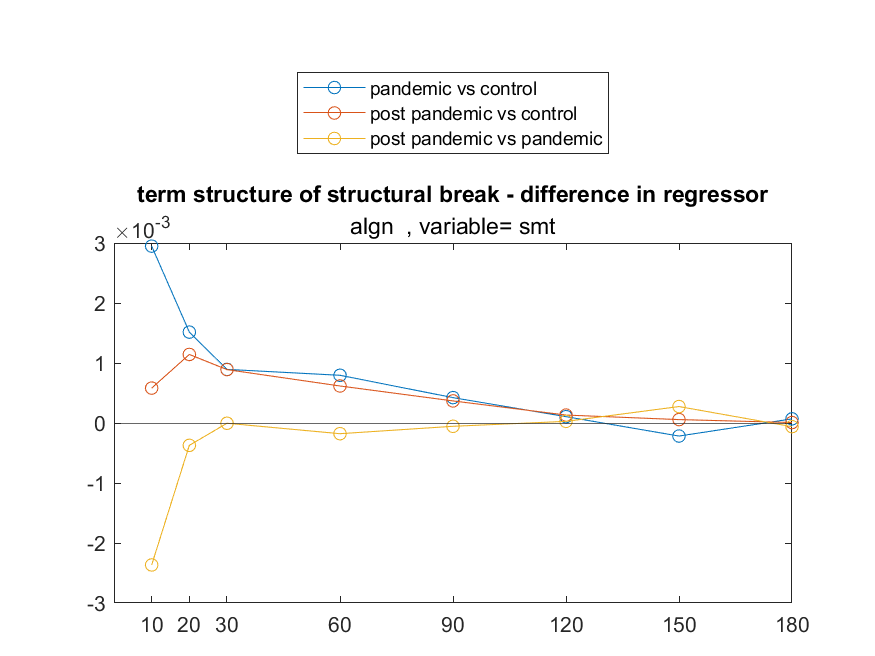 pandemic vs control
post pandemic vs control
post pandemic vs pandemic
term structure of structural break - difference in regressor
algn , variable= smt
×10-3
3
2
1
0
-1
-2
-3
10 20 30 60 90 120 150 180